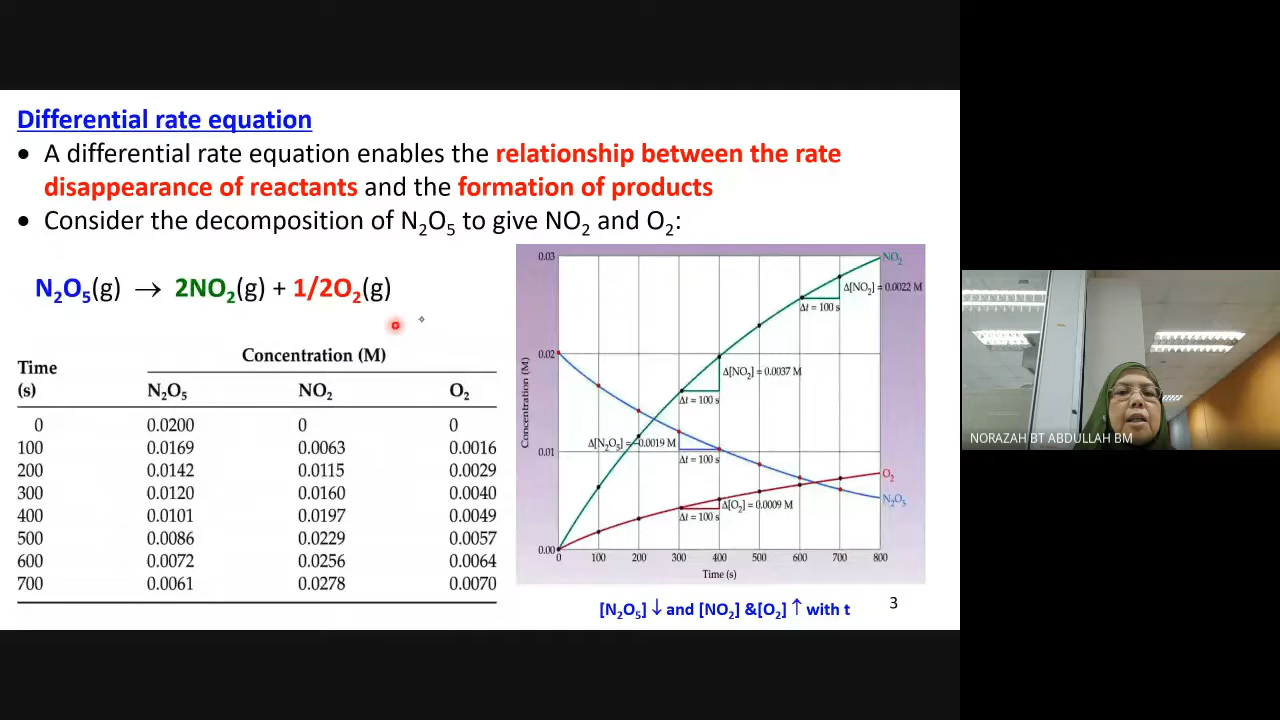 Differential rate equation
• A differential rate equation enables the relationship between the rate
disappearance of reactants and the formation of products
• Consider the decomposition of N₂O₅ to give NO₂ and O₂:
N₂O₅(g) → 2NO₂(g) + 1/2O₂(g)
Concentration (M)
Time
(s) N₂O₅ NO₂ O₂
0 0.0200 0 0
100 0.0169 0.0063 0.0016
200 0.0142 0.0115 0.0029
300 0.0120 0.0160 0.0040
400 0.0101 0.0197 0.0049
500 0.0086 0.0229 0.0057
600 0.0072 0.0256 0.0064
700 0.0061 0.0278 0.0070
0.03
NO₂
Δ[NO₂] = 0.0022 M
Δt = 100 s
0.02
Δ[NO₂] = 0.0037 M
Δt = 100 s
Concentration (M)
Δ[N₂O₅] = −0.0019 M
0.01
Δt = 100 s
O₂
Δ[O₂] = 0.0009 M
N₂O₅
Δt = 100 s
0.00
0 100 200 300 400 500 600 700 800
Time (s)
[N₂O₅] ↓ and [NO₂] &[O₂] ↑ with t
3
NORAZAH BT ABDULLAH BM